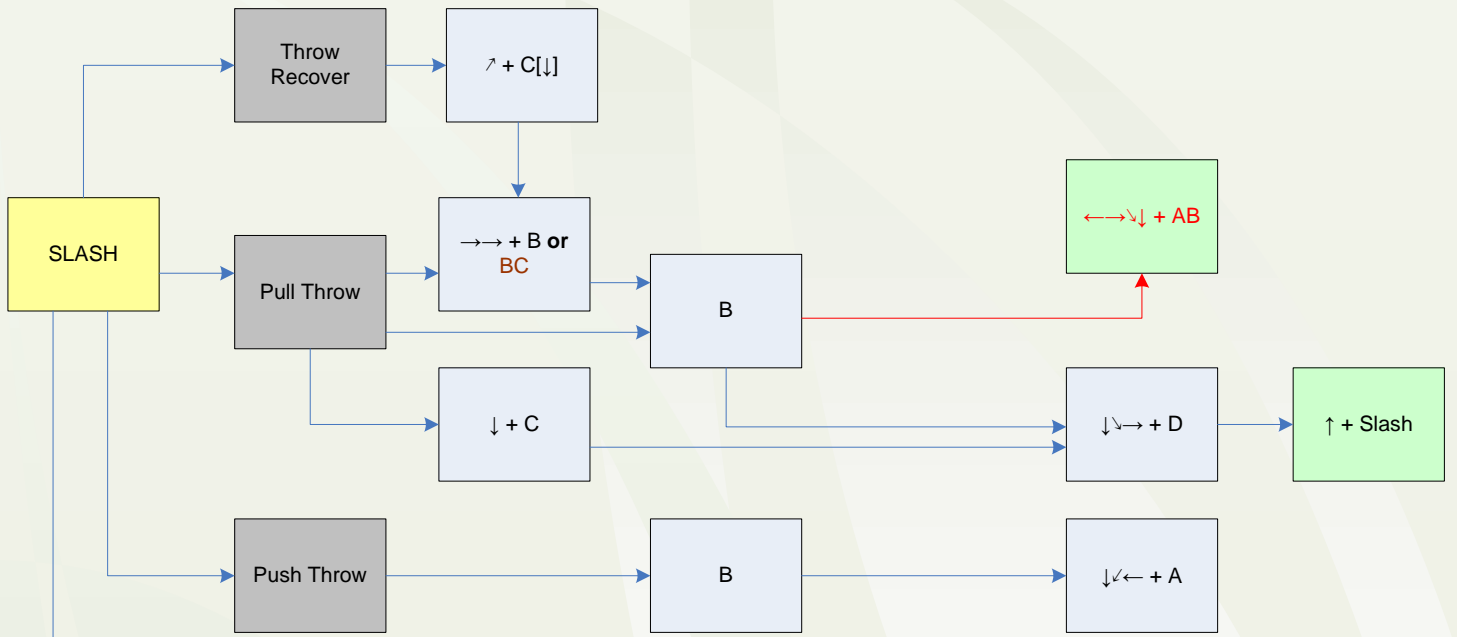 Throw
Recover
↗ + C[↓]
SLASH
Pull Throw
→→ + B or
BC
B
←→↘↓ + AB
↓ + C
↓↘→ + D
↑ + Slash
Push Throw
B
↓↙← + A